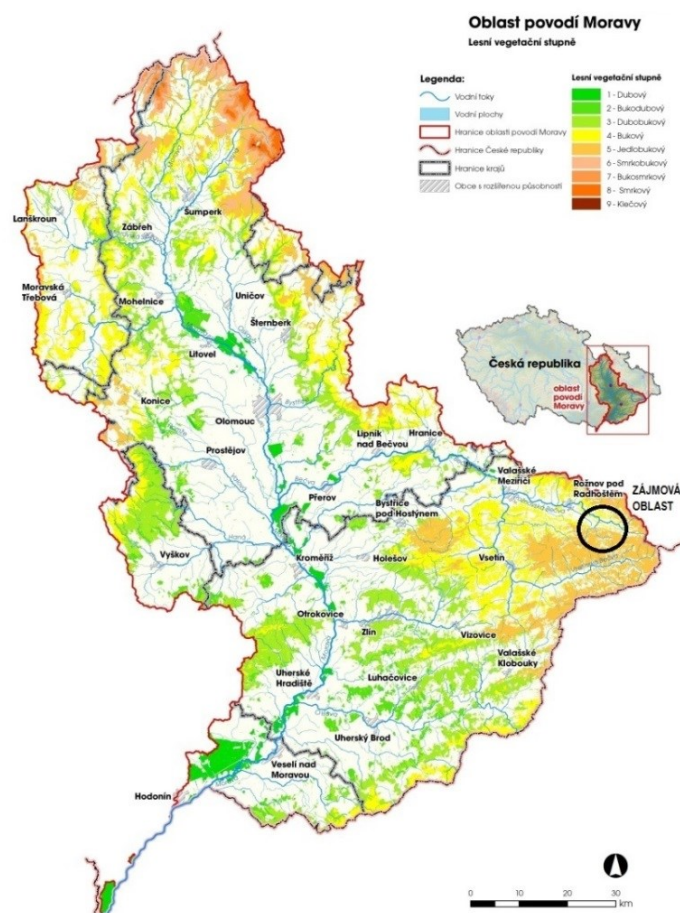 Oblast povodí Moravy
Lesní vegetační stupně
Legenda:
Vodní toky
Vodní plochy
Hranice oblasti povodí Moravy
Hranice České republiky
Hranice krajů
Obce s rozšířenou působností
Lesní vegetační stupně
1 - Dubový
2 - Bukodubový
3 - Dubobukový
4 - Bukový
5 - Jedlobukový
6 - Smrkobukový
7 - Bukosmrkový
8 - Smrkový
9 - Klečový
Lanškroun
Šumperk
Zábřeh
Moravská
Třebová
Mohelnice
Uničov
Šternberk
Litovel
Česká republika
oblast
povodí
Moravy
Konice
Olomouc
Lipník
nad Bečvou
Hranice
Prostějov
Valašské
Meziříčí
Rožnov pod
Radhoštěm
ZÁJMOVÁ
OBLAST
Přerov
Bystřice
pod Hostýnem
Vyškov
Kroměříž
Holešov
Vsetín
Otrokovice
Zlín
Vizovice
Valašské
Klobouky
Uherské
Hradiště
Luhačovice
Uherský Brod
Veselí nad
Moravou
Hodonín
0 10 20 30
km